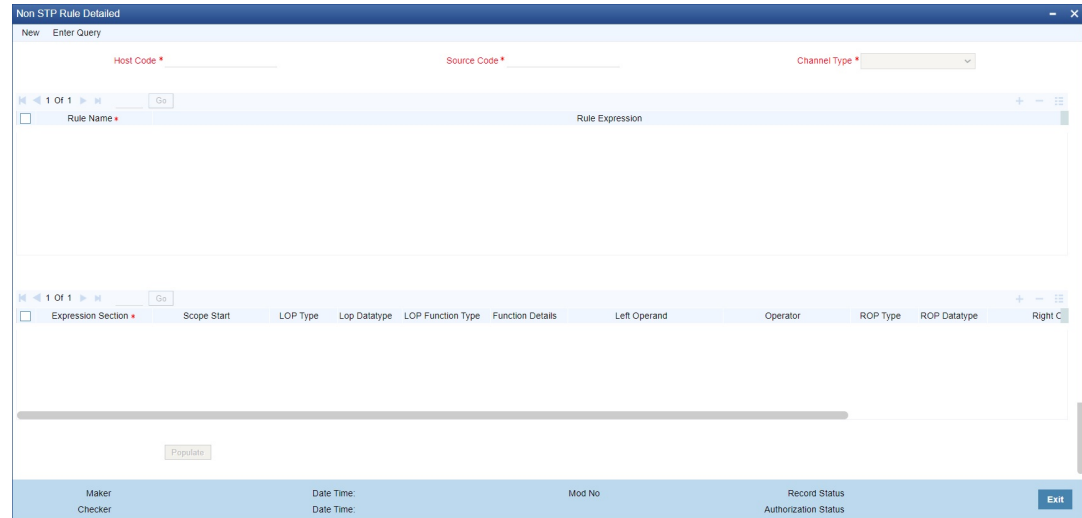 Non STP Rule Detailed
New Enter Query
Host Code * Source Code * Channel Type *
1 Of 1 Go
Rule Name * Rule Expression
1 Of 1 Go
Expression Section * Scope Start LOP Type Lop Datatype LOP Function Type Function Details Left Operand Operator ROP Type ROP Datatype Right O
Populate
Maker Date Time: Mod No Record Status
Checker Date Time: Authorization Status
Exit